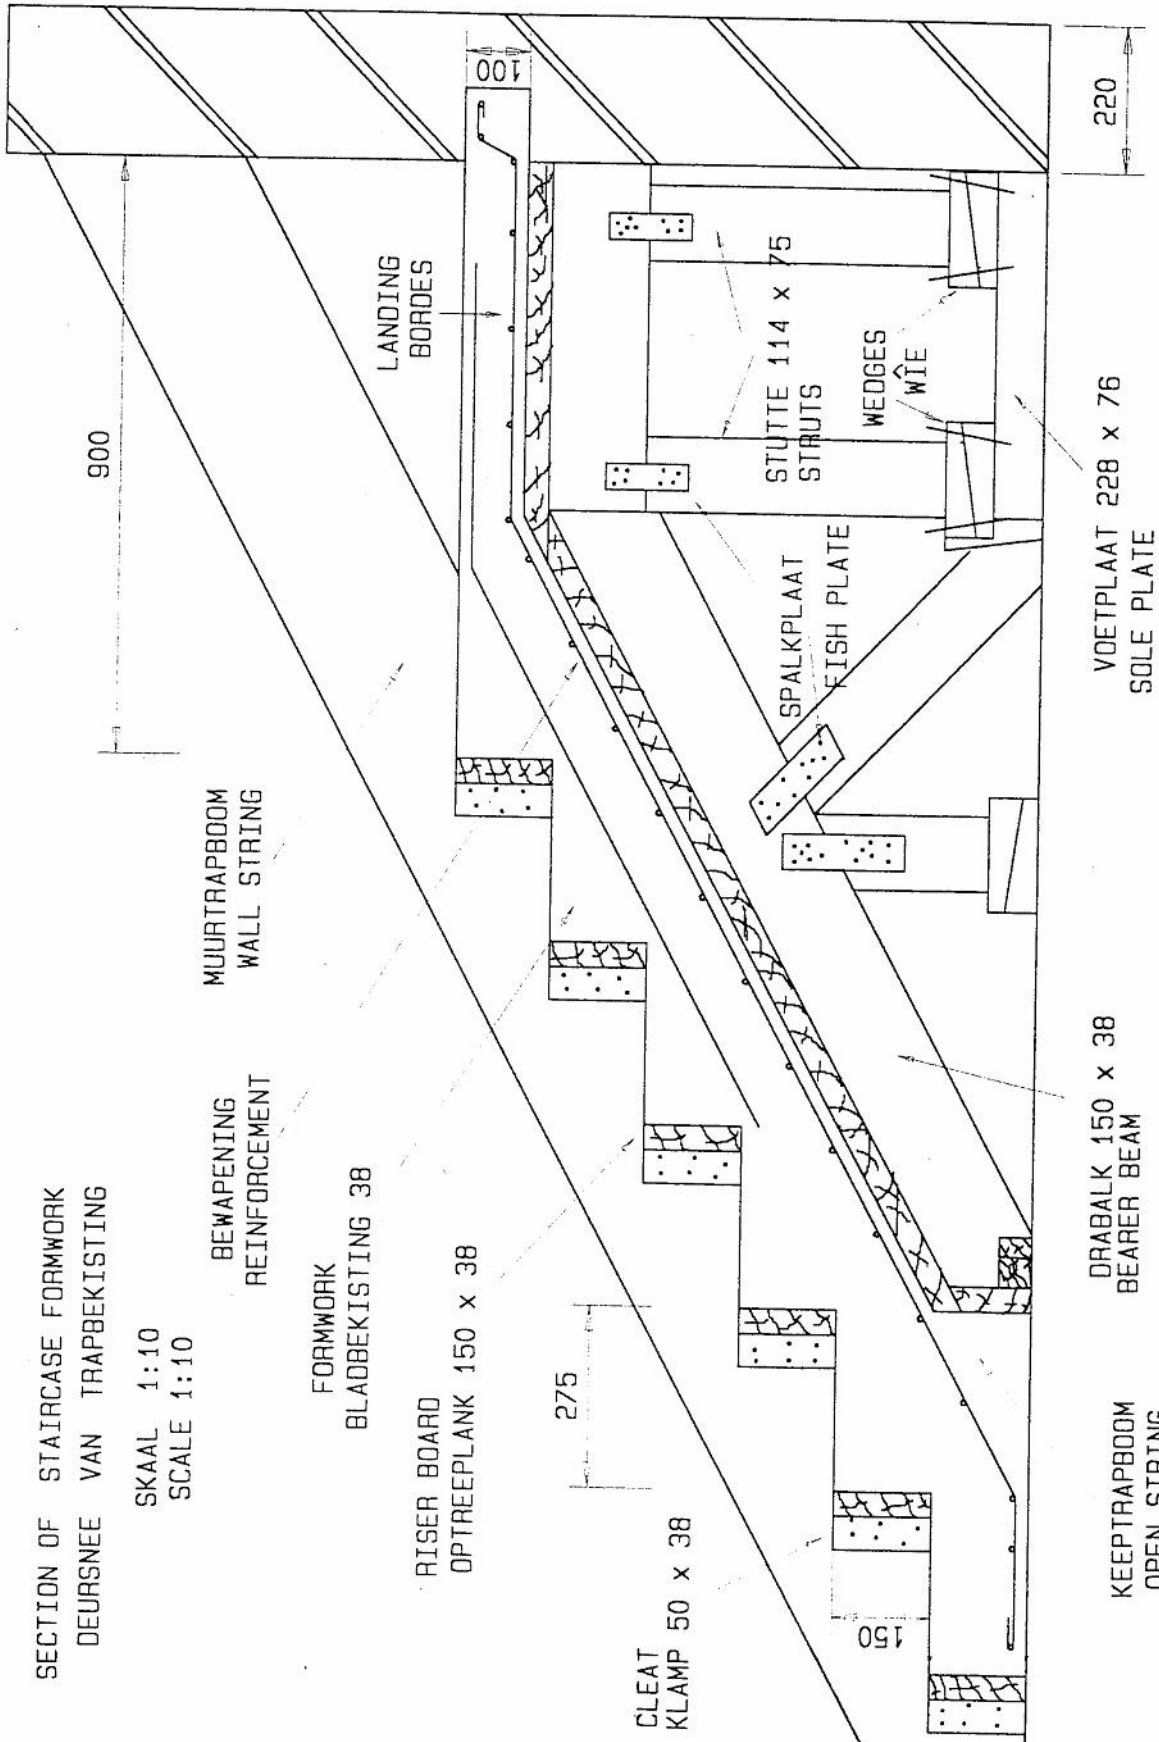 SECTION OF STAIRCASE FORMWORK
DEURSNEE VAN TRAPBEKISTING
SKAAL 1:10
SCALE 1:10
MUURTRAPBOOM
WALL STRING
BEWAPENING
REINFORCEMENT
FORMWORK
BLADBEKISTING 38
RISER BOARD
OPTREEPLANK 150 x 38
CLEAT
KLAMP 50 x 38
900
275
150
100
220
LANDING
BORDES
STUTTE 114 x 75
STRUTS
WEDGES
WÎE
SPALKPLAAT
FISH PLATE
VOETPLAAT 228 x 76
SOLE PLATE
DRABALK 150 x 38
BEARER BEAM
KEEPTRAPBOOM
OPEN STRING